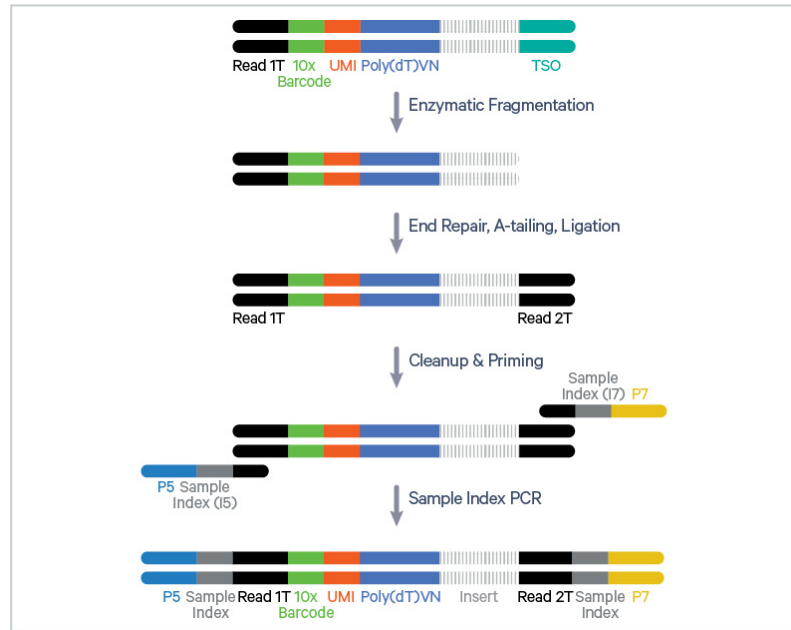 Read 1T 10x UMI Poly(dT)VN TSO
Barcode
Enzymatic Fragmentation
End Repair, A-tailing, Ligation
Read 1T Read 2T
Cleanup & Priming
Sample
Index (I7) P7
P5 Sample
Index (I5)
Sample Index PCR
P5 Sample Read 1T 10x UMI Poly(dT)VN Insert Read 2T Sample P7
Index Barcode Index